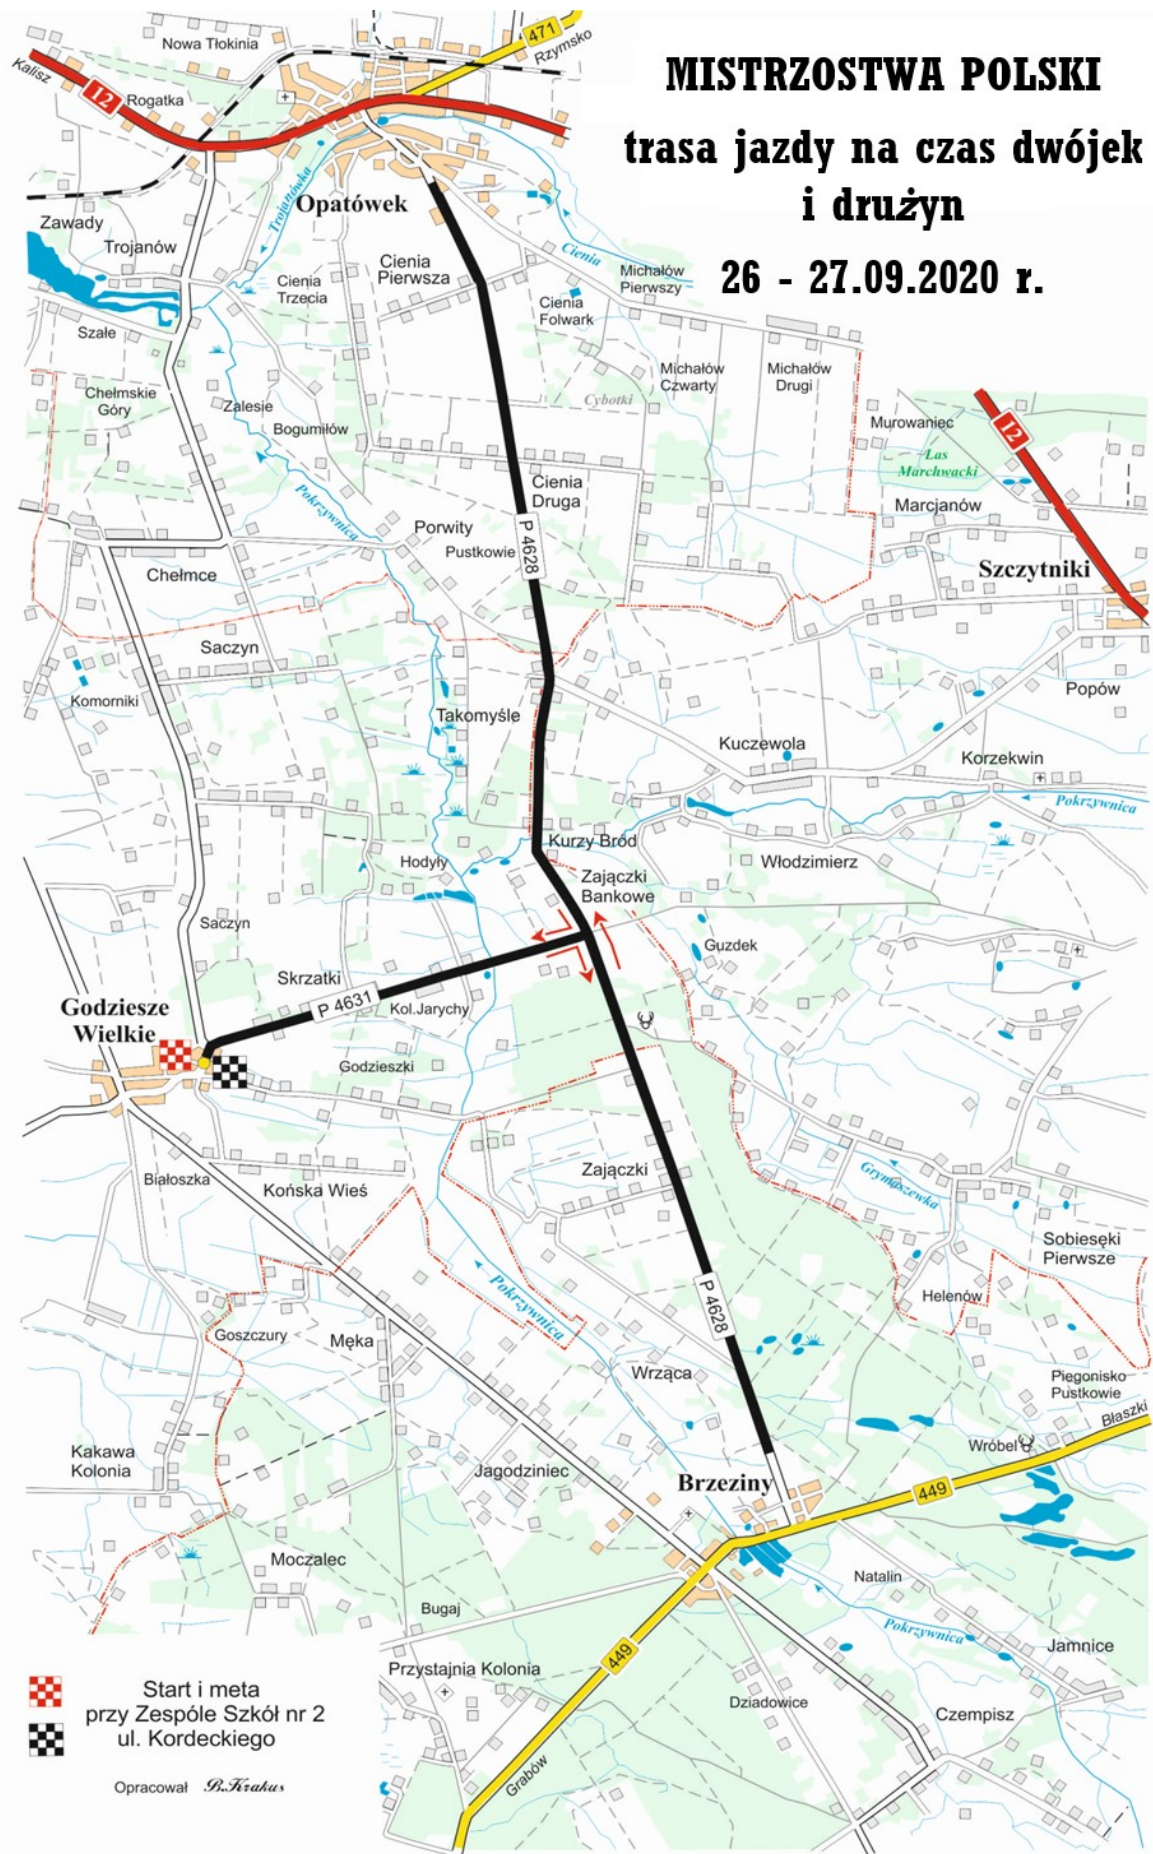 MISTRZOSTWA POLSKI
trasa jazdy na czas dwójek
i drużyn
26 - 27.09.2020 r.
Nowa Tłokinia
471
Rzymsko
Kalisz
12
Rogatka
Opatówek
Trojanówka
Zawady
Trojanów
Cienia
Pierwsza
Cienia
Cienia
Trzecia
Michałów
Pierwszy
Cienia
Folwark
Szałe
Michałów
Czwarty
Michałów
Drugi
Chełmskie
Góry
Zalesie
Cybotki
Bogumiłów
Murowaniec
12
Las
Marchwacki
Cienia
Druga
Pokrzywnica
Marcjanów
Porwity
Pustkowie
P 4628
Szczytniki
Chełmce
Saczyn
Komorniki
Popów
Takomyśle
Kuczewola
Korzekwin
Pokrzywnica
Kurzy Bród
Hodyły
Włodzimierz
Zajączki
Bankowe
Saczyn
Guzdek
Skrzatki
P 4631
Kol.Jarychy
Godziesze
Wielkie
Godzieszki
Białoszka
Końska Wieś
Zajączki
Grymaszewka
Sobiesęki
Pierwsze
Pokrzywnica
P 4628
Helenów
Goszczury
Męka
Wrząca
Piegonisko
Pustkowie
Błaszki
Wróbel
Kakawa
Kolonia
Jagodziniec
Brzeziny
449
Moczalec
Natalin
Bugaj
Pokrzywnica
Jamnice
449
Przystajnia Kolonia
Dziadowice
Czempisz
Grabów
Start i meta
przy Zespóle Szkół nr 2
ul. Kordeckiego
Opracował B.Krakus